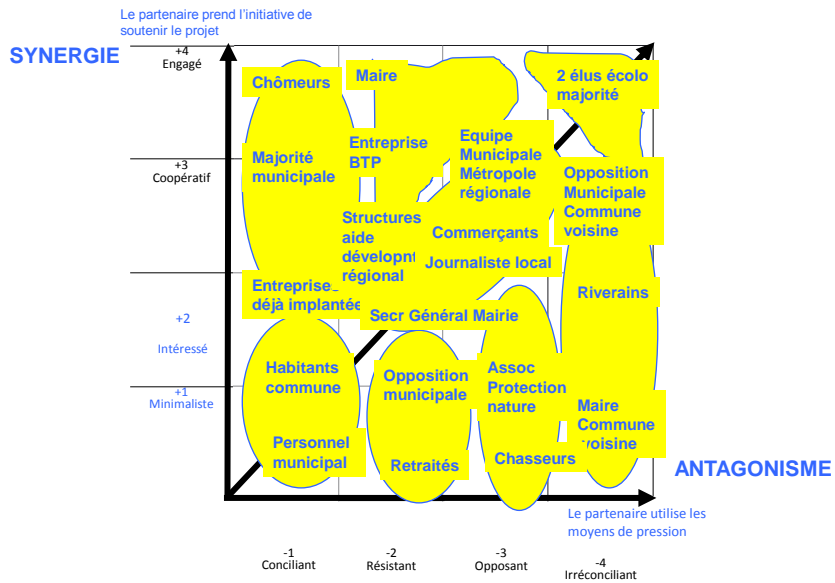 Le partenaire prend l'initiative de
soutenir le projet
SYNERGIE
+4
Engagé
Chômeurs
Maire
2 élus écolo
majorité
Entreprise
BTP
Equipe
Municipale
Métropole
régionale
+3
Coopératif
Majorité
municipale
Opposition
Municipale
Commune
voisine
Structures
aide
dévelopnt
régional
Commerçants
Journaliste local
Entreprises
déjà implantée
Riverains
+2
Intéressé
Secr Général Mairie
Habitants
commune
Opposition
municipale
Assoc
Protection
nature
+1
Minimaliste
Maire
Commune
voisine
Personnel
municipal
Retraités
Chasseurs
ANTAGONISME
Le partenaire utilise les
moyens de pression
-1
Conciliant
-2
Résistant
-3
Opposant
-4
Irréconciliant